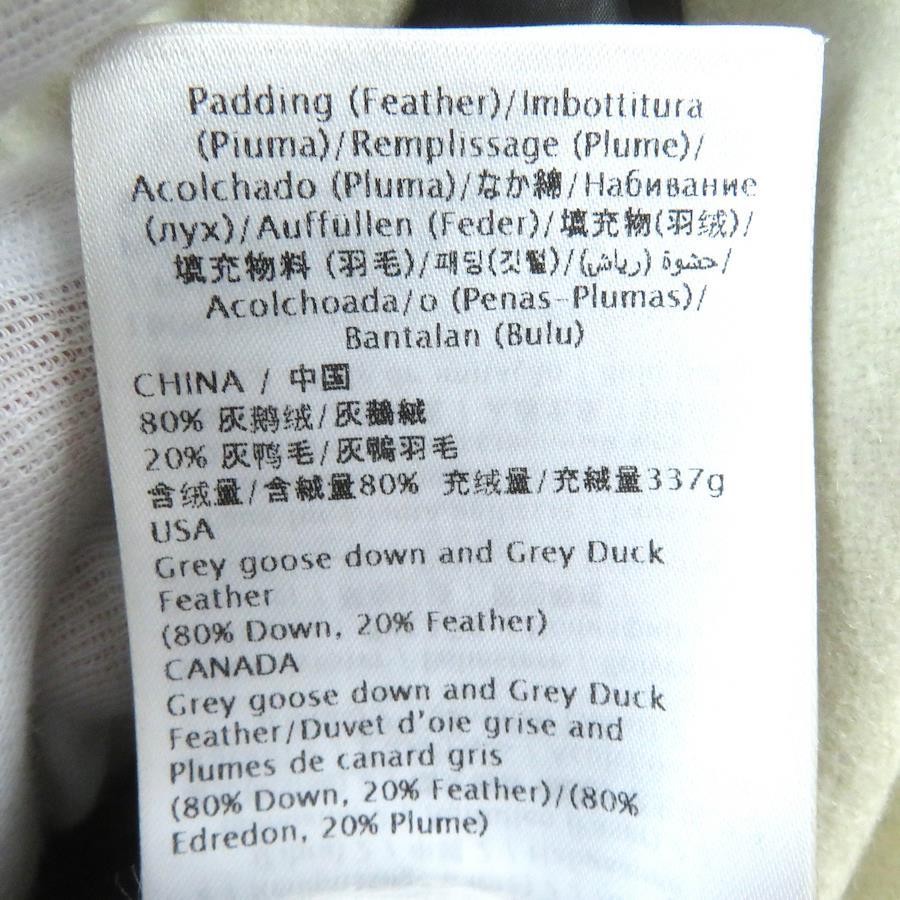 Padding (Feather)/Imbottitura
(Piuma)/Remplissage (Plume)/
Acolchado (Pluma)/なか綿/Набивание
(лух)/Auffüllen (Feder)/填充物(羽绒)/
填充物料 (羽毛)/패딩(깃털)/حشوة (رياش)/
Acolchoada/o (Penas-Plumas)/
Bantalan (Bulu)
CHINA / 中国
80% 灰鹅绒/灰鵝絨
20% 灰鸭毛/灰鴨羽毛
含绒量/含絨量80% 充绒量/充絨量337g
USA
Grey goose down and Grey Duck
Feather
(80% Down, 20% Feather)
CANADA
Grey goose down and Grey Duck
Feather/Duvet d'oie grise and
Plumes de canard gris
(80% Down, 20% Feather)/(80%
Edredon, 20% Plume)